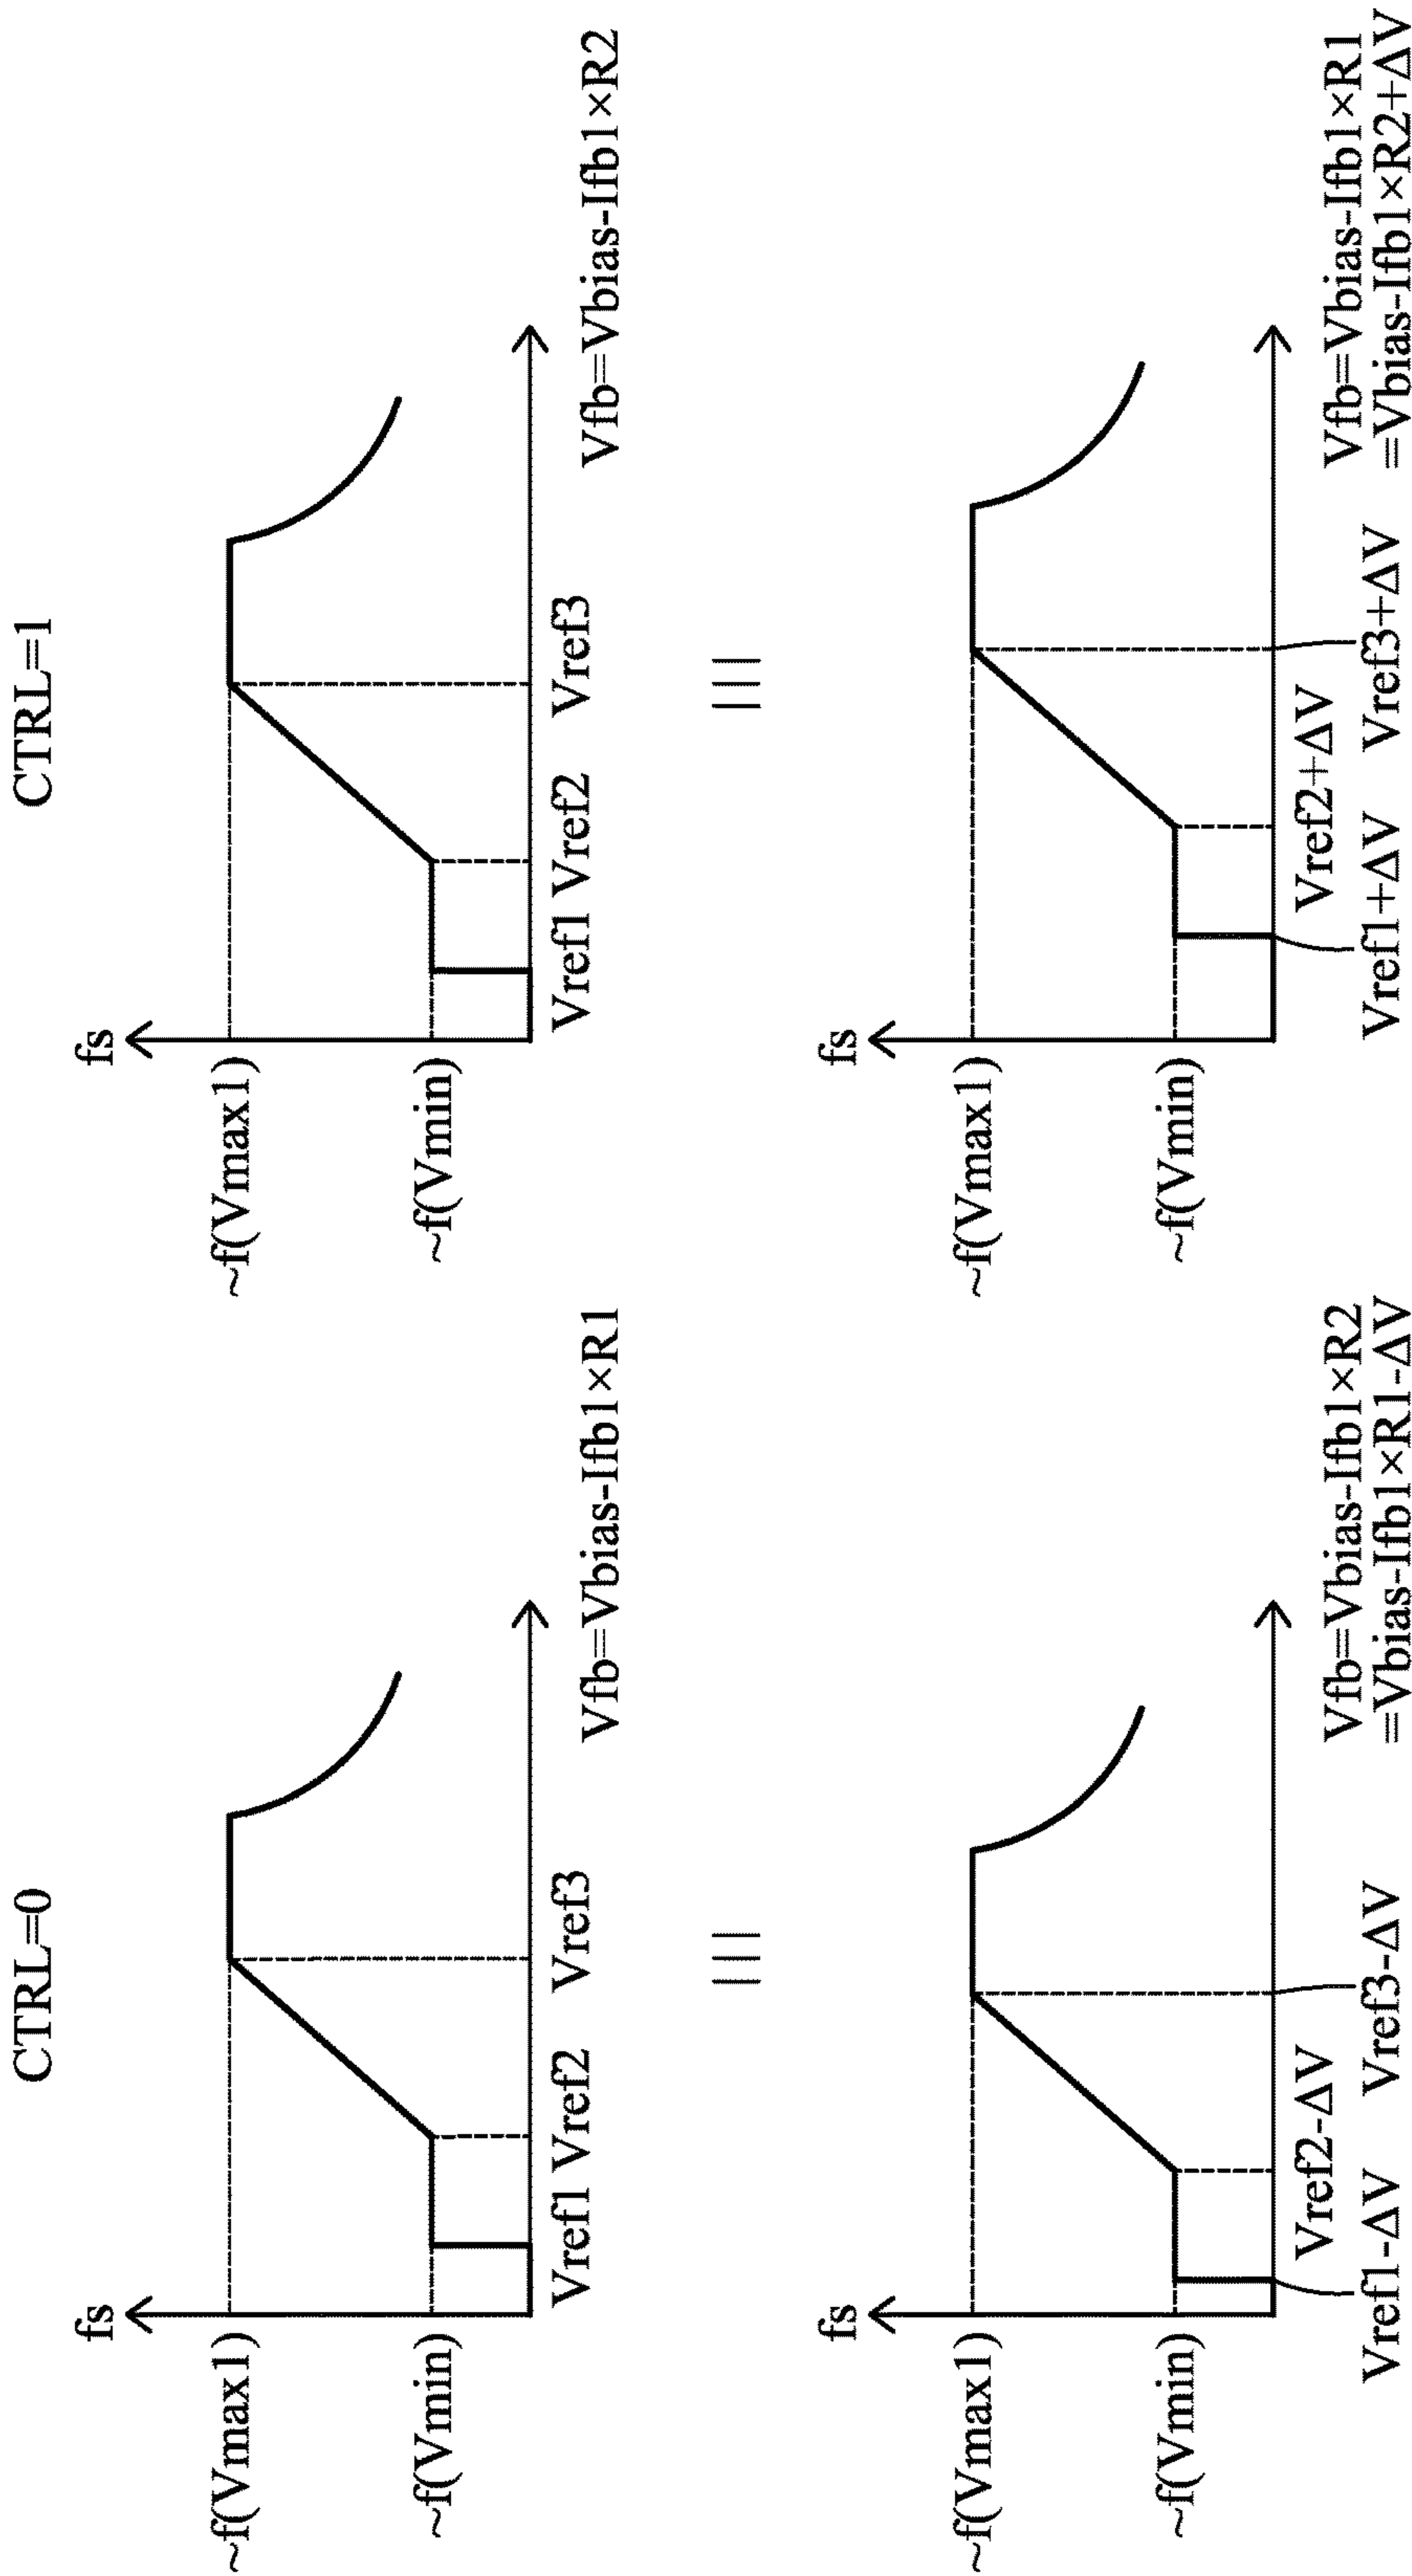 CTRL=0
fs
~f(Vmax1)
~f(Vmin)
Vref1 Vref2 Vref3
Vfb=Vbias-Ifb1×R1
fs
~f(Vmax1)
~f(Vmin)
Vref2-ΔV
Vref1-ΔV Vref3-ΔV
Vfb=Vbias-Ifb1×R2
=Vbias-Ifb1×R1-ΔV
CTRL=1
fs
~f(Vmax1)
~f(Vmin)
Vref1 Vref2 Vref3
Vfb=Vbias-Ifb1×R2
fs
~f(Vmax1)
~f(Vmin)
Vref2+ΔV
Vref1+ΔV Vref3+ΔV
Vfb=Vbias-Ifb1×R1
=Vbias-Ifb1×R2+ΔV